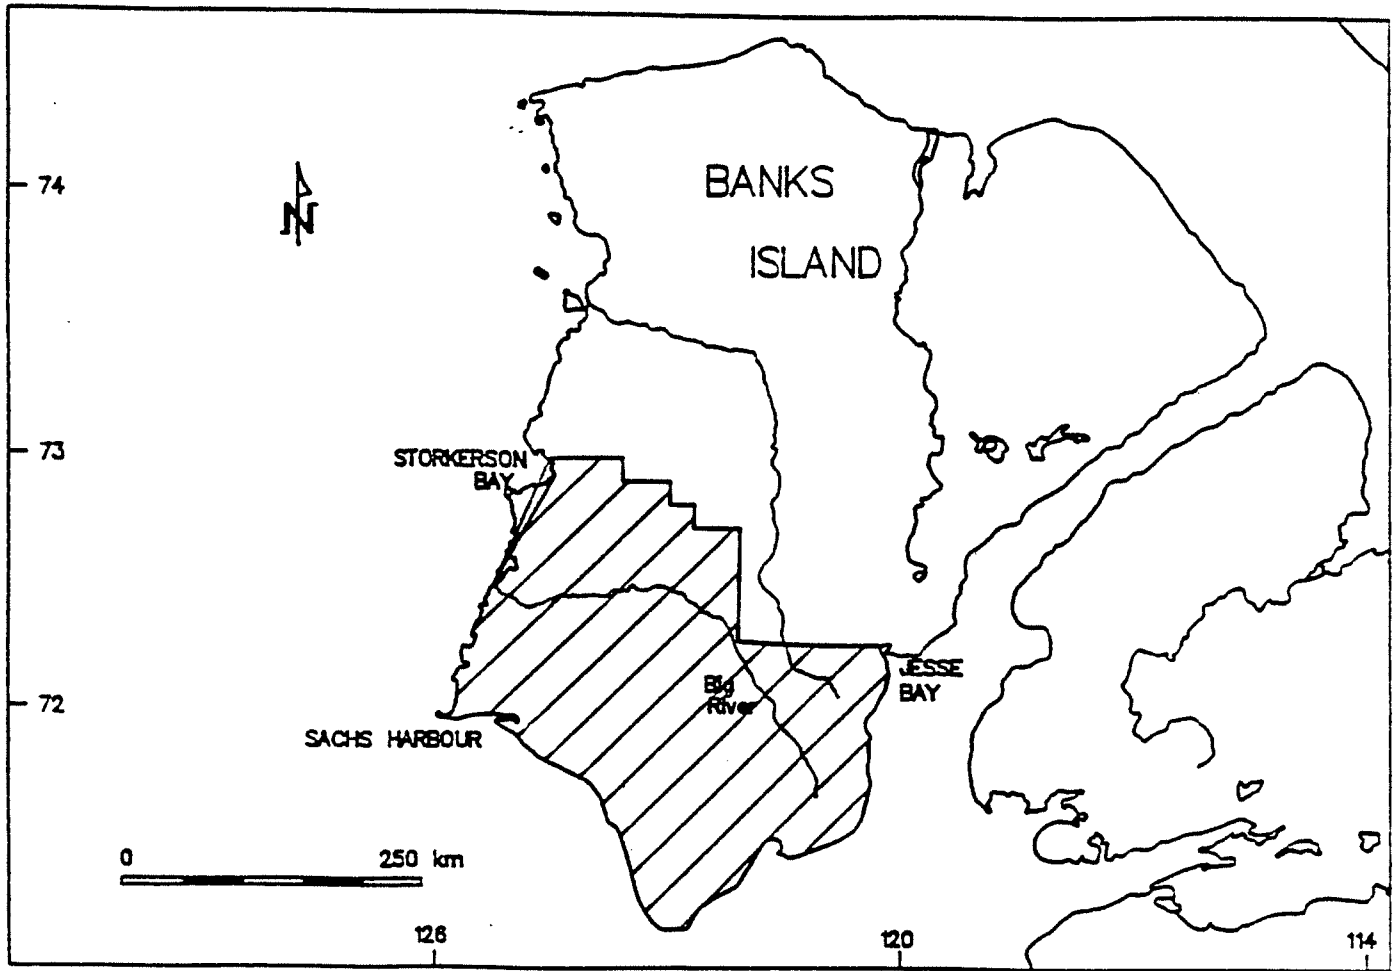 BANKS
ISLAND
74
N
73
STORKERSON
BAY
72
SACHS HARBOUR
Big
River
JESSE
BAY
0 250 km
126 120 114